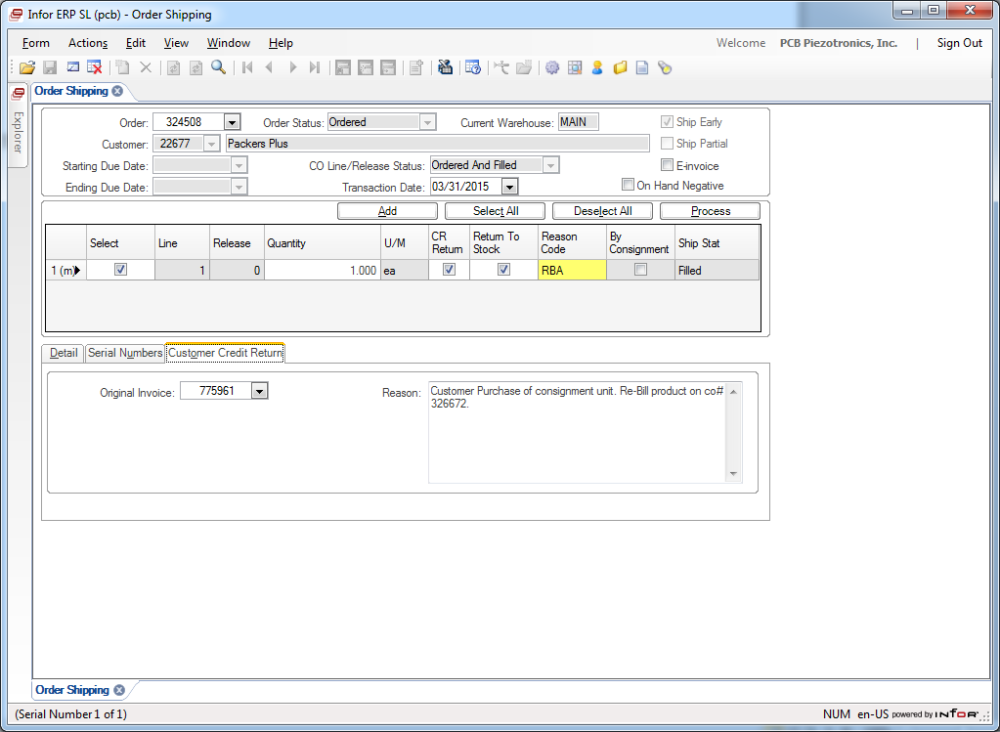 Infor ERP SL (pcb) - Order Shipping
Form Actions Edit View Window Help Welcome PCB Piezotronics, Inc. | Sign Out
Explorer
Order Shipping
Order: 324508 Order Status: Ordered Current Warehouse: MAIN Ship Early
Customer: 22677 Packers Plus Ship Partial
Starting Due Date: CO Line/Release Status: Ordered And Filled E-invoice
Ending Due Date: Transaction Date: 03/31/2015 On Hand Negative
Add Select All Deselect All Process
Select Line Release Quantity U/M CR Return Return To Stock Reason Code By Consignment Ship Stat
1 (m) 1 0 1.000 ea RBA Filled
Detail Serial Numbers Customer Credit Return
Original Invoice: 775961 Reason: Customer Purchase of consignment unit. Re-Bill product on co#
326672.
Order Shipping
(Serial Number 1 of 1) NUM en-US powered by infor